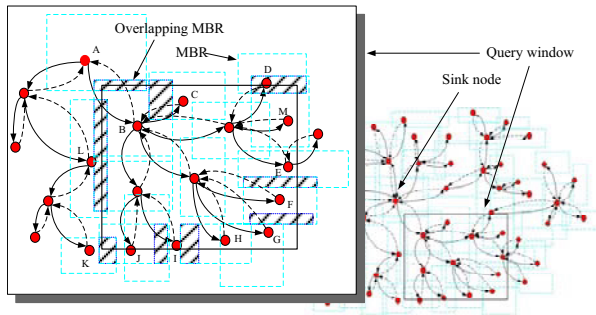 Overlapping MBR
MBR
Query window
Sink node
A
D
C
M
B
L
E
F
G
H
I
J
K